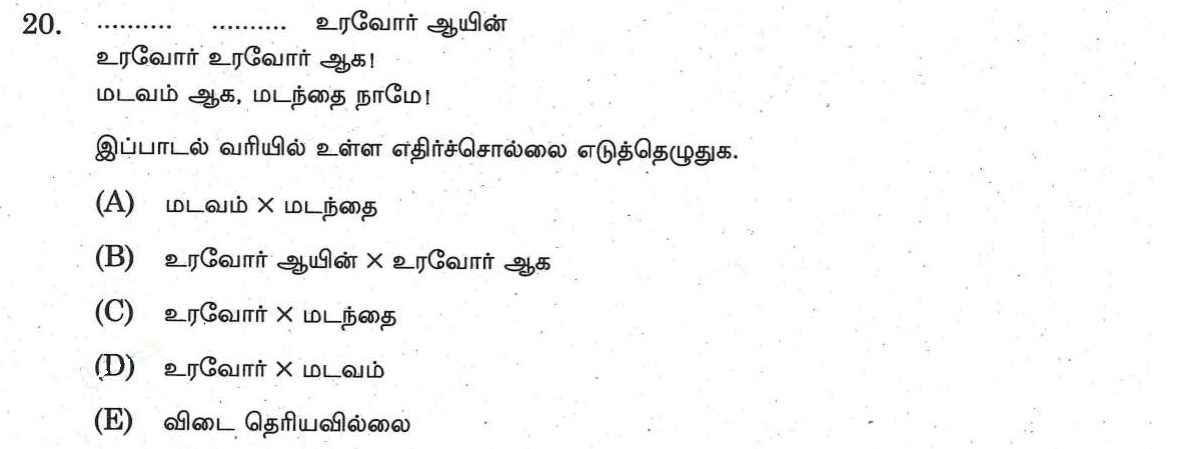 20. .......... .......... உரவோர் ஆயின்
உரவோர் உரவோர் ஆக!
மடவம் ஆக, மடந்தை நாமே!
இப்பாடல் வரியில் உள்ள எதிர்ச்சொல்லை எடுத்தெழுதுக.
(A) மடவம் × மடந்தை
(B) உரவோர் ஆயின் × உரவோர் ஆக
(C) உரவோர் × மடந்தை
(D) உரவோர் × மடவம்
(E) விடை தெரியவில்லை